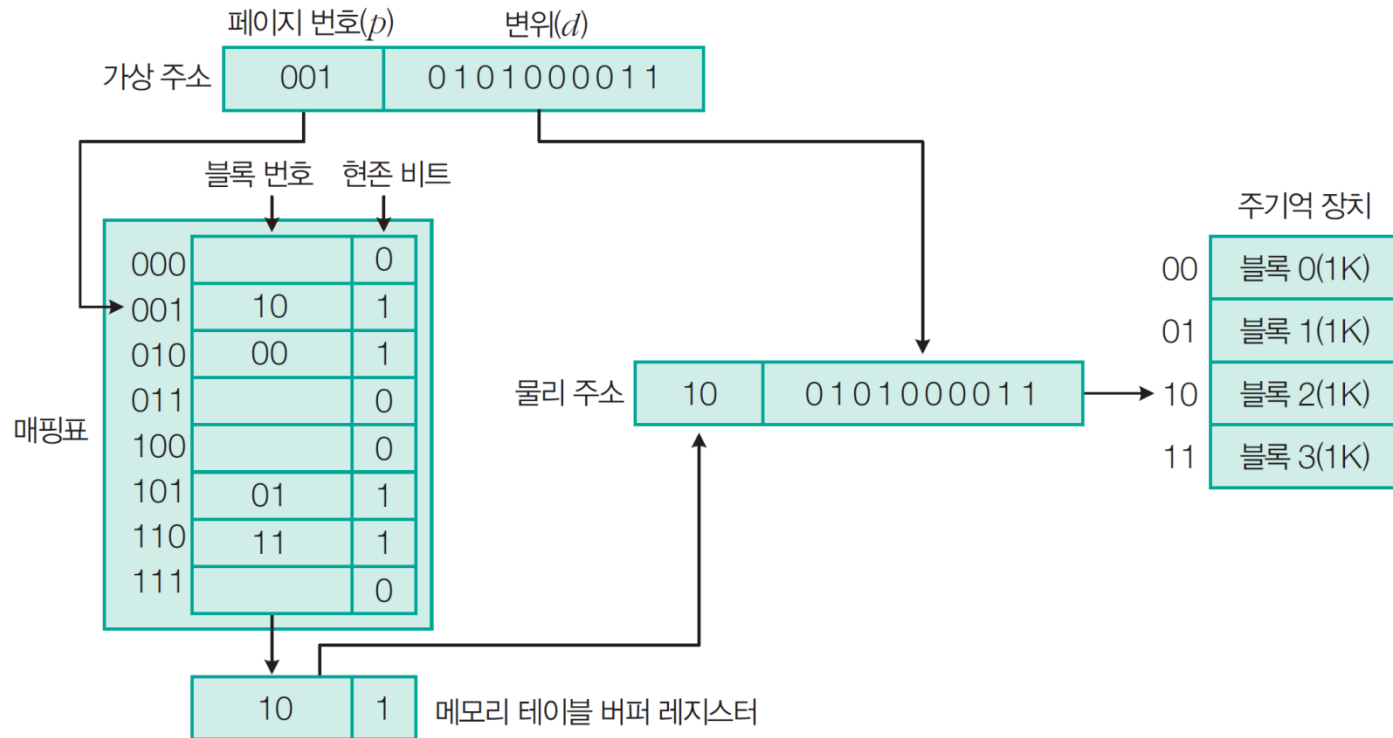 페이지 번호(p) 변위(d)
가상 주소 001 0101000011
블록 번호 현존 비트
매핑표
000 0
001 10 1
010 00 1
011 0
100 0
101 01 1
110 11 1
111 0
10 1 메모리 테이블 버퍼 레지스터
물리 주소 10 0101000011
주기억 장치
00 블록 0(1K)
01 블록 1(1K)
10 블록 2(1K)
11 블록 3(1K)